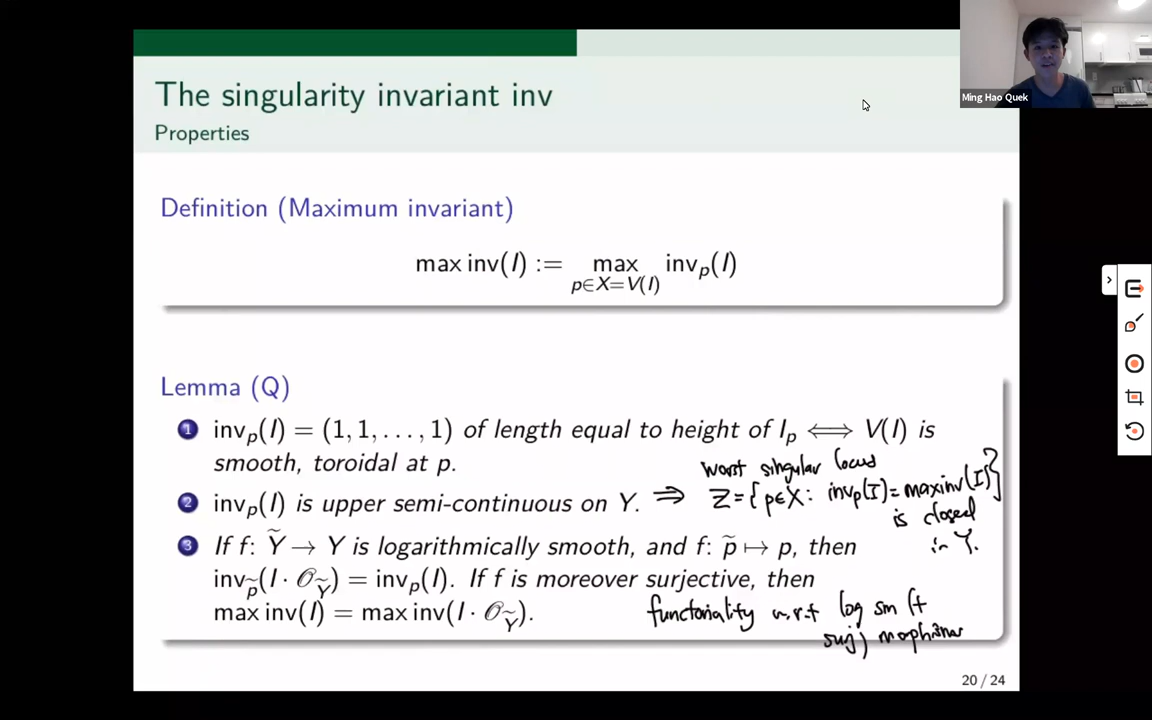 The singularity invariant inv
Properties
Ming Hao Quek
Definition (Maximum invariant)
max inv(I) := max inv_p(I)
p∈X=V(I)
Lemma (Q)
1 inv_p(I) = (1, 1, . . . , 1) of length equal to height of I_p ⟺ V(I) is
smooth, toroidal at p.
worst singular locus
2 inv_p(I) is upper semi-continuous on Y. ⇒ Z = { p∈X : inv_p(I) = maxinv(I)}
is closed
in Y.
3 If f: Ỹ → Y is logarithmically smooth, and f: p̃ ↦ p, then
inv_p̃(I · 𝒪_Ỹ) = inv_p(I). If f is moreover surjective, then
max inv(I) = max inv(I · 𝒪_Ỹ).
functoriality w.r.t log sm (+
surj) morphisms
20 / 24